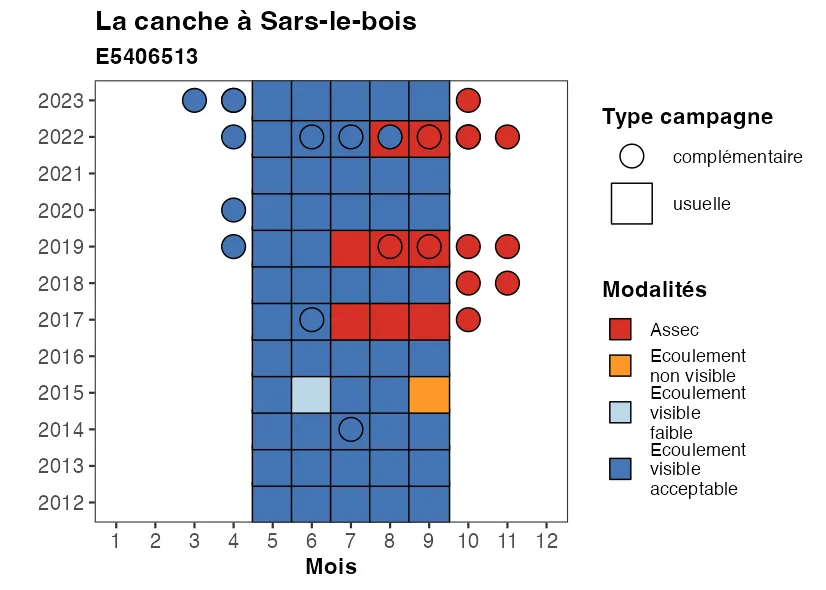 La canche à Sars-le-bois
E5406513
2023
2022
2021
2020
2019
2018
2017
2016
2015
2014
2013
2012
1 2 3 4 5 6 7 8 9 10 11 12
Mois
Type campagne
complémentaire
usuelle
Modalités
Assec
Ecoulement
non visible
Ecoulement
visible
faible
Ecoulement
visible
acceptable